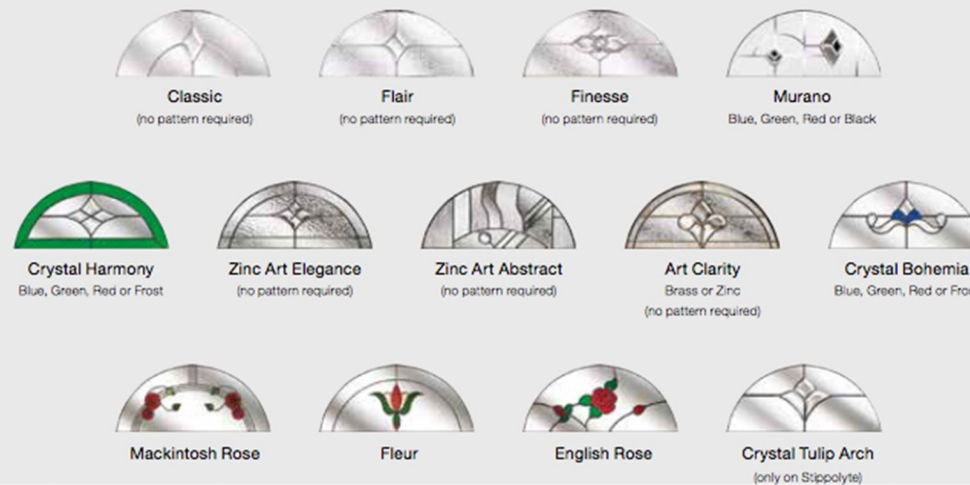 Classic
(no pattern required)
Flair
(no pattern required)
Finesse
(no pattern required)
Murano
Blue, Green, Red or Black
Crystal Harmony
Blue, Green, Red or Frost
Zinc Art Elegance
(no pattern required)
Zinc Art Abstract
(no pattern required)
Art Clarity
Brass or Zinc
(no pattern required)
Crystal Bohemia
Blue, Green, Red or
Mackintosh Rose
Fleur
English Rose
Crystal Tulip Arch
(only on Stippolyte)